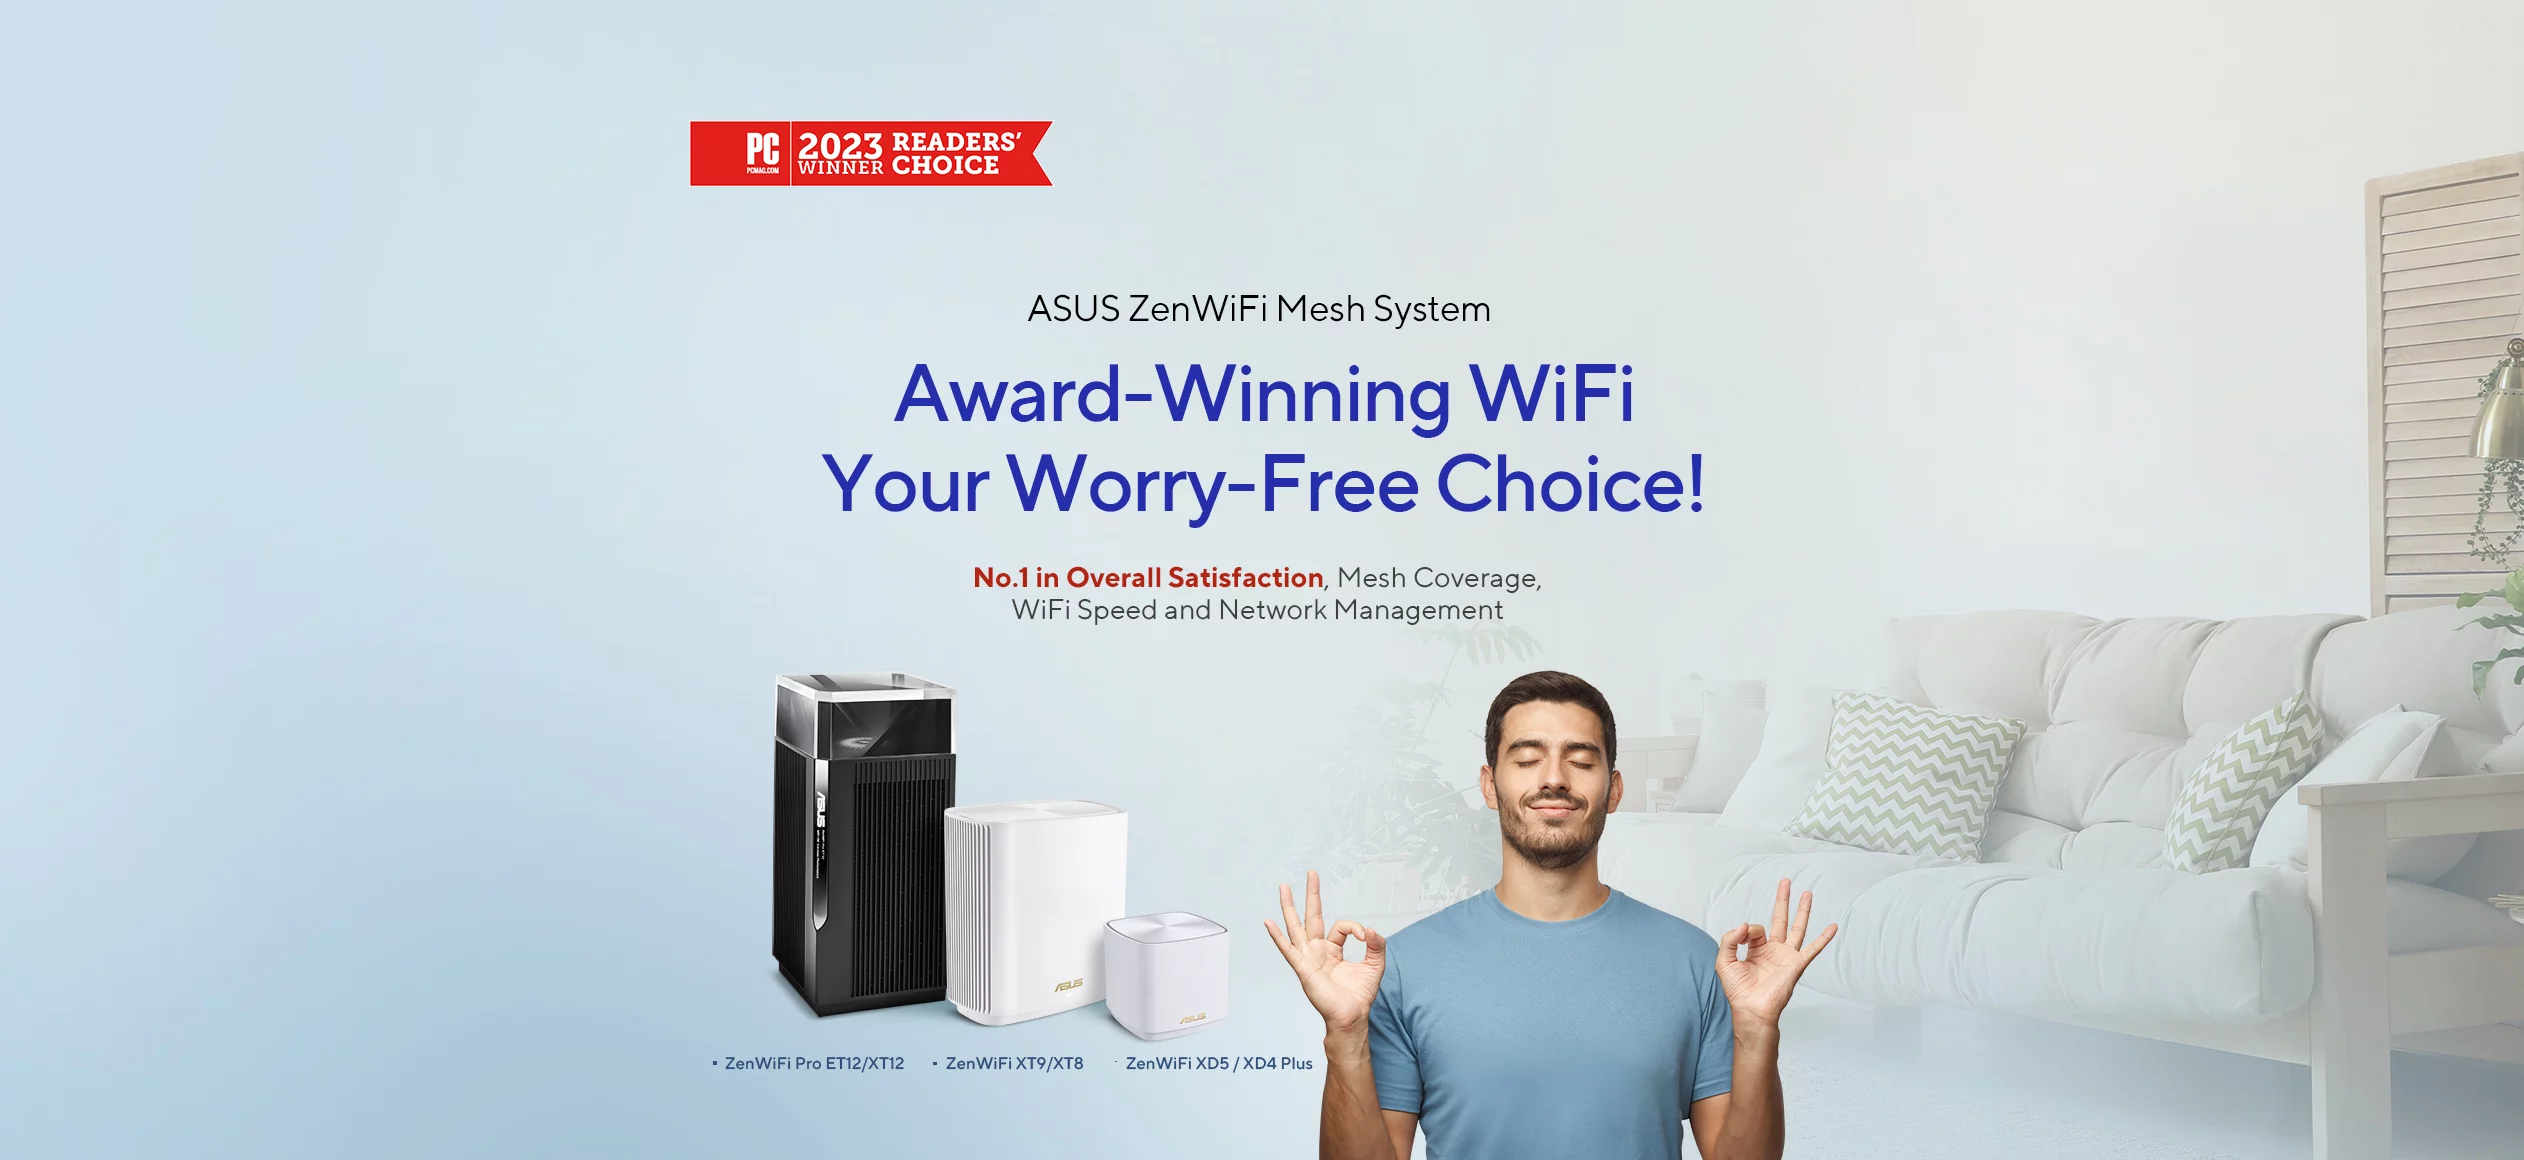 PC
PCMAG.COM
2023
WINNER
READERS'
CHOICE
ASUS ZenWiFi Mesh System
Award-Winning WiFi
Your Worry-Free Choice!
No.1 in Overall Satisfaction, Mesh Coverage,
WiFi Speed and Network Management
ASUS
ASUS
ASUS
▪ ZenWiFi Pro ET12/XT12
▪ ZenWiFi XT9/XT8
· ZenWiFi XD5 / XD4 Plus